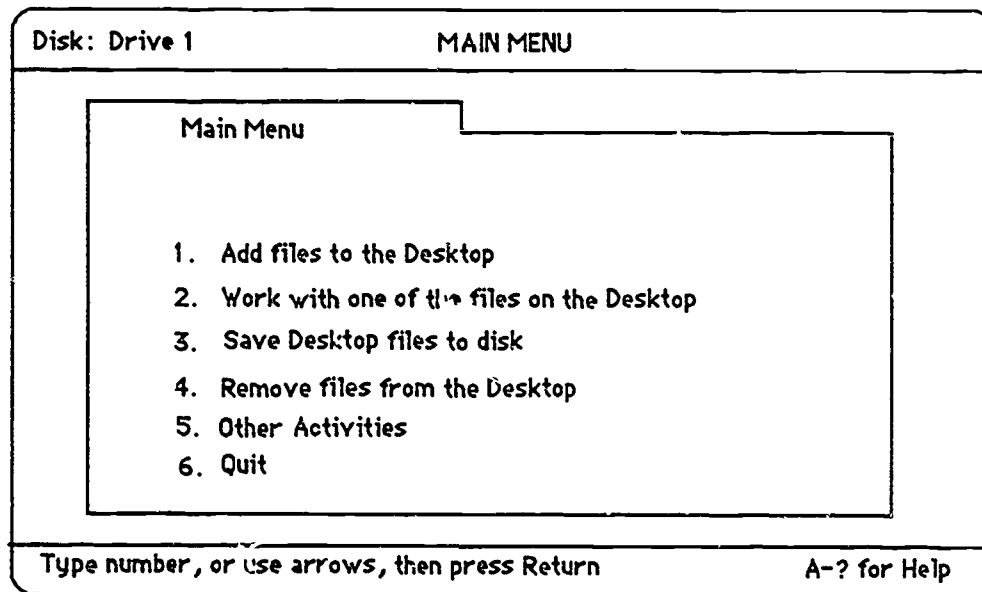 Disk: Drive 1 MAIN MENU
Main Menu
1. Add files to the Desktop
2. Work with one of the files on the Desktop
3. Save Desktop files to disk
4. Remove files from the Desktop
5. Other Activities
6. Quit
Type number, or use arrows, then press Return A-? for Help